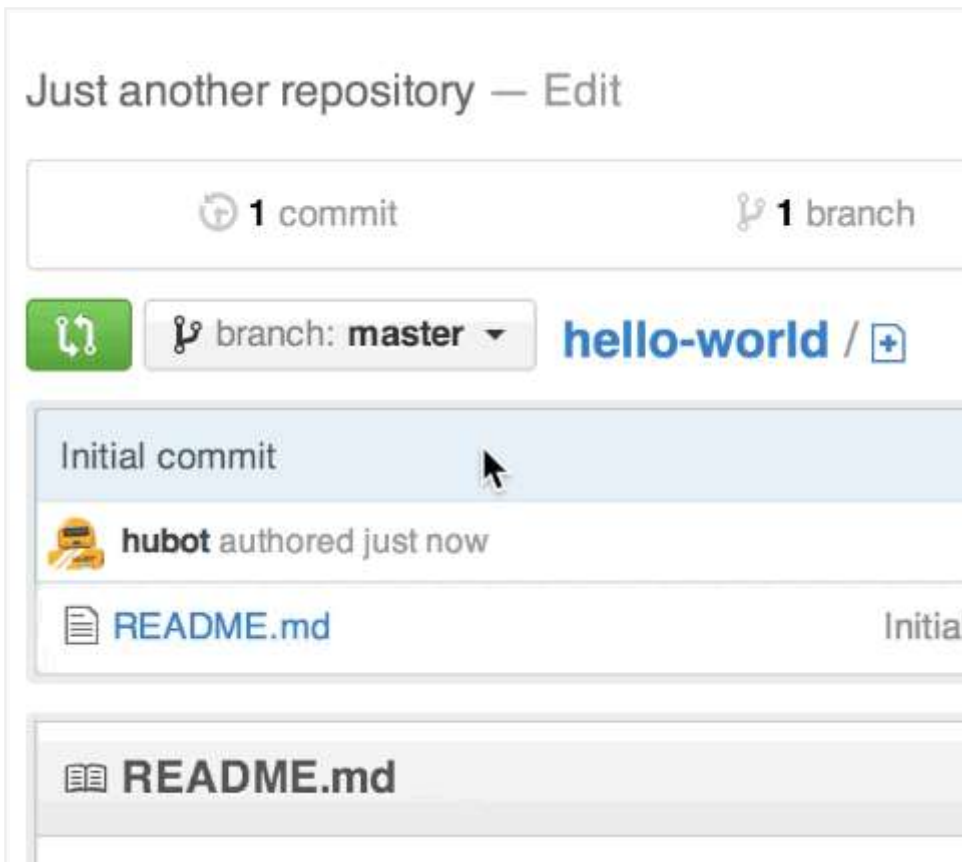 Just another repository — Edit
1 commit 1 branch
branch: master hello-world /
Initial commit
hubot authored just now
README.md Initia
README.md